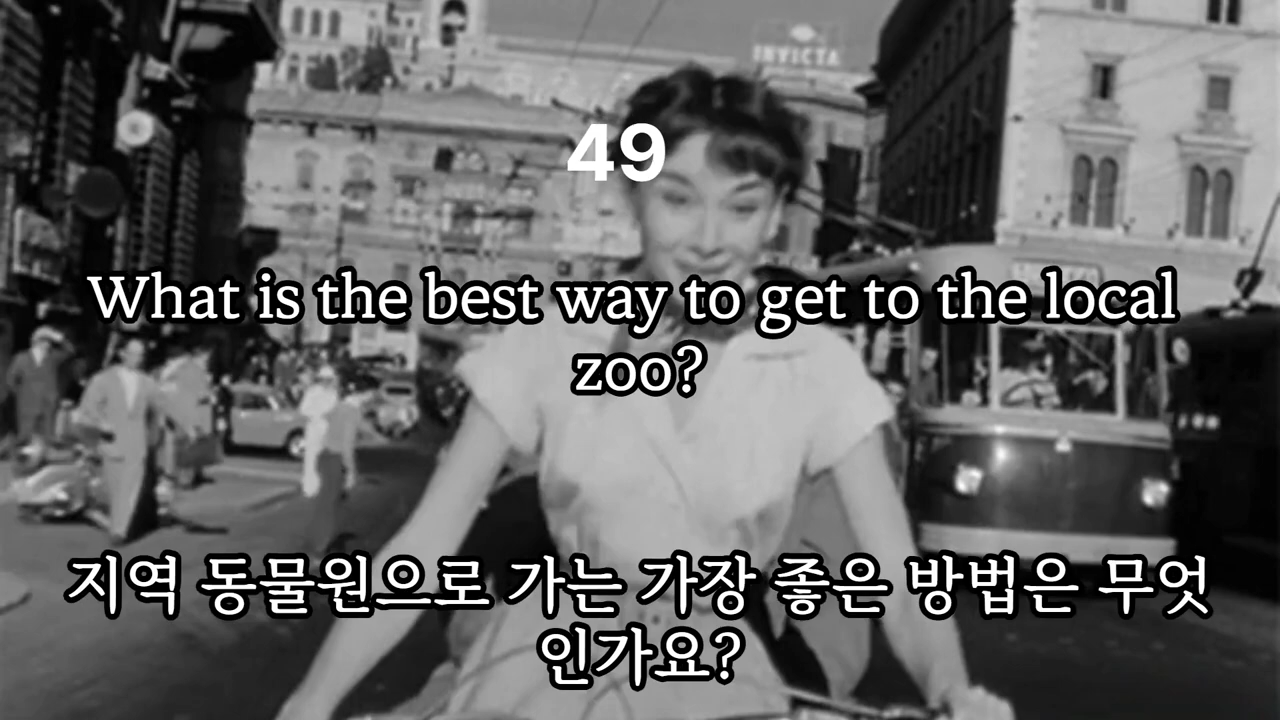 INVICTA
49
What is the best way to get to the local
zoo?
지역 동물원으로 가는 가장 좋은 방법은 무엇
인가요?